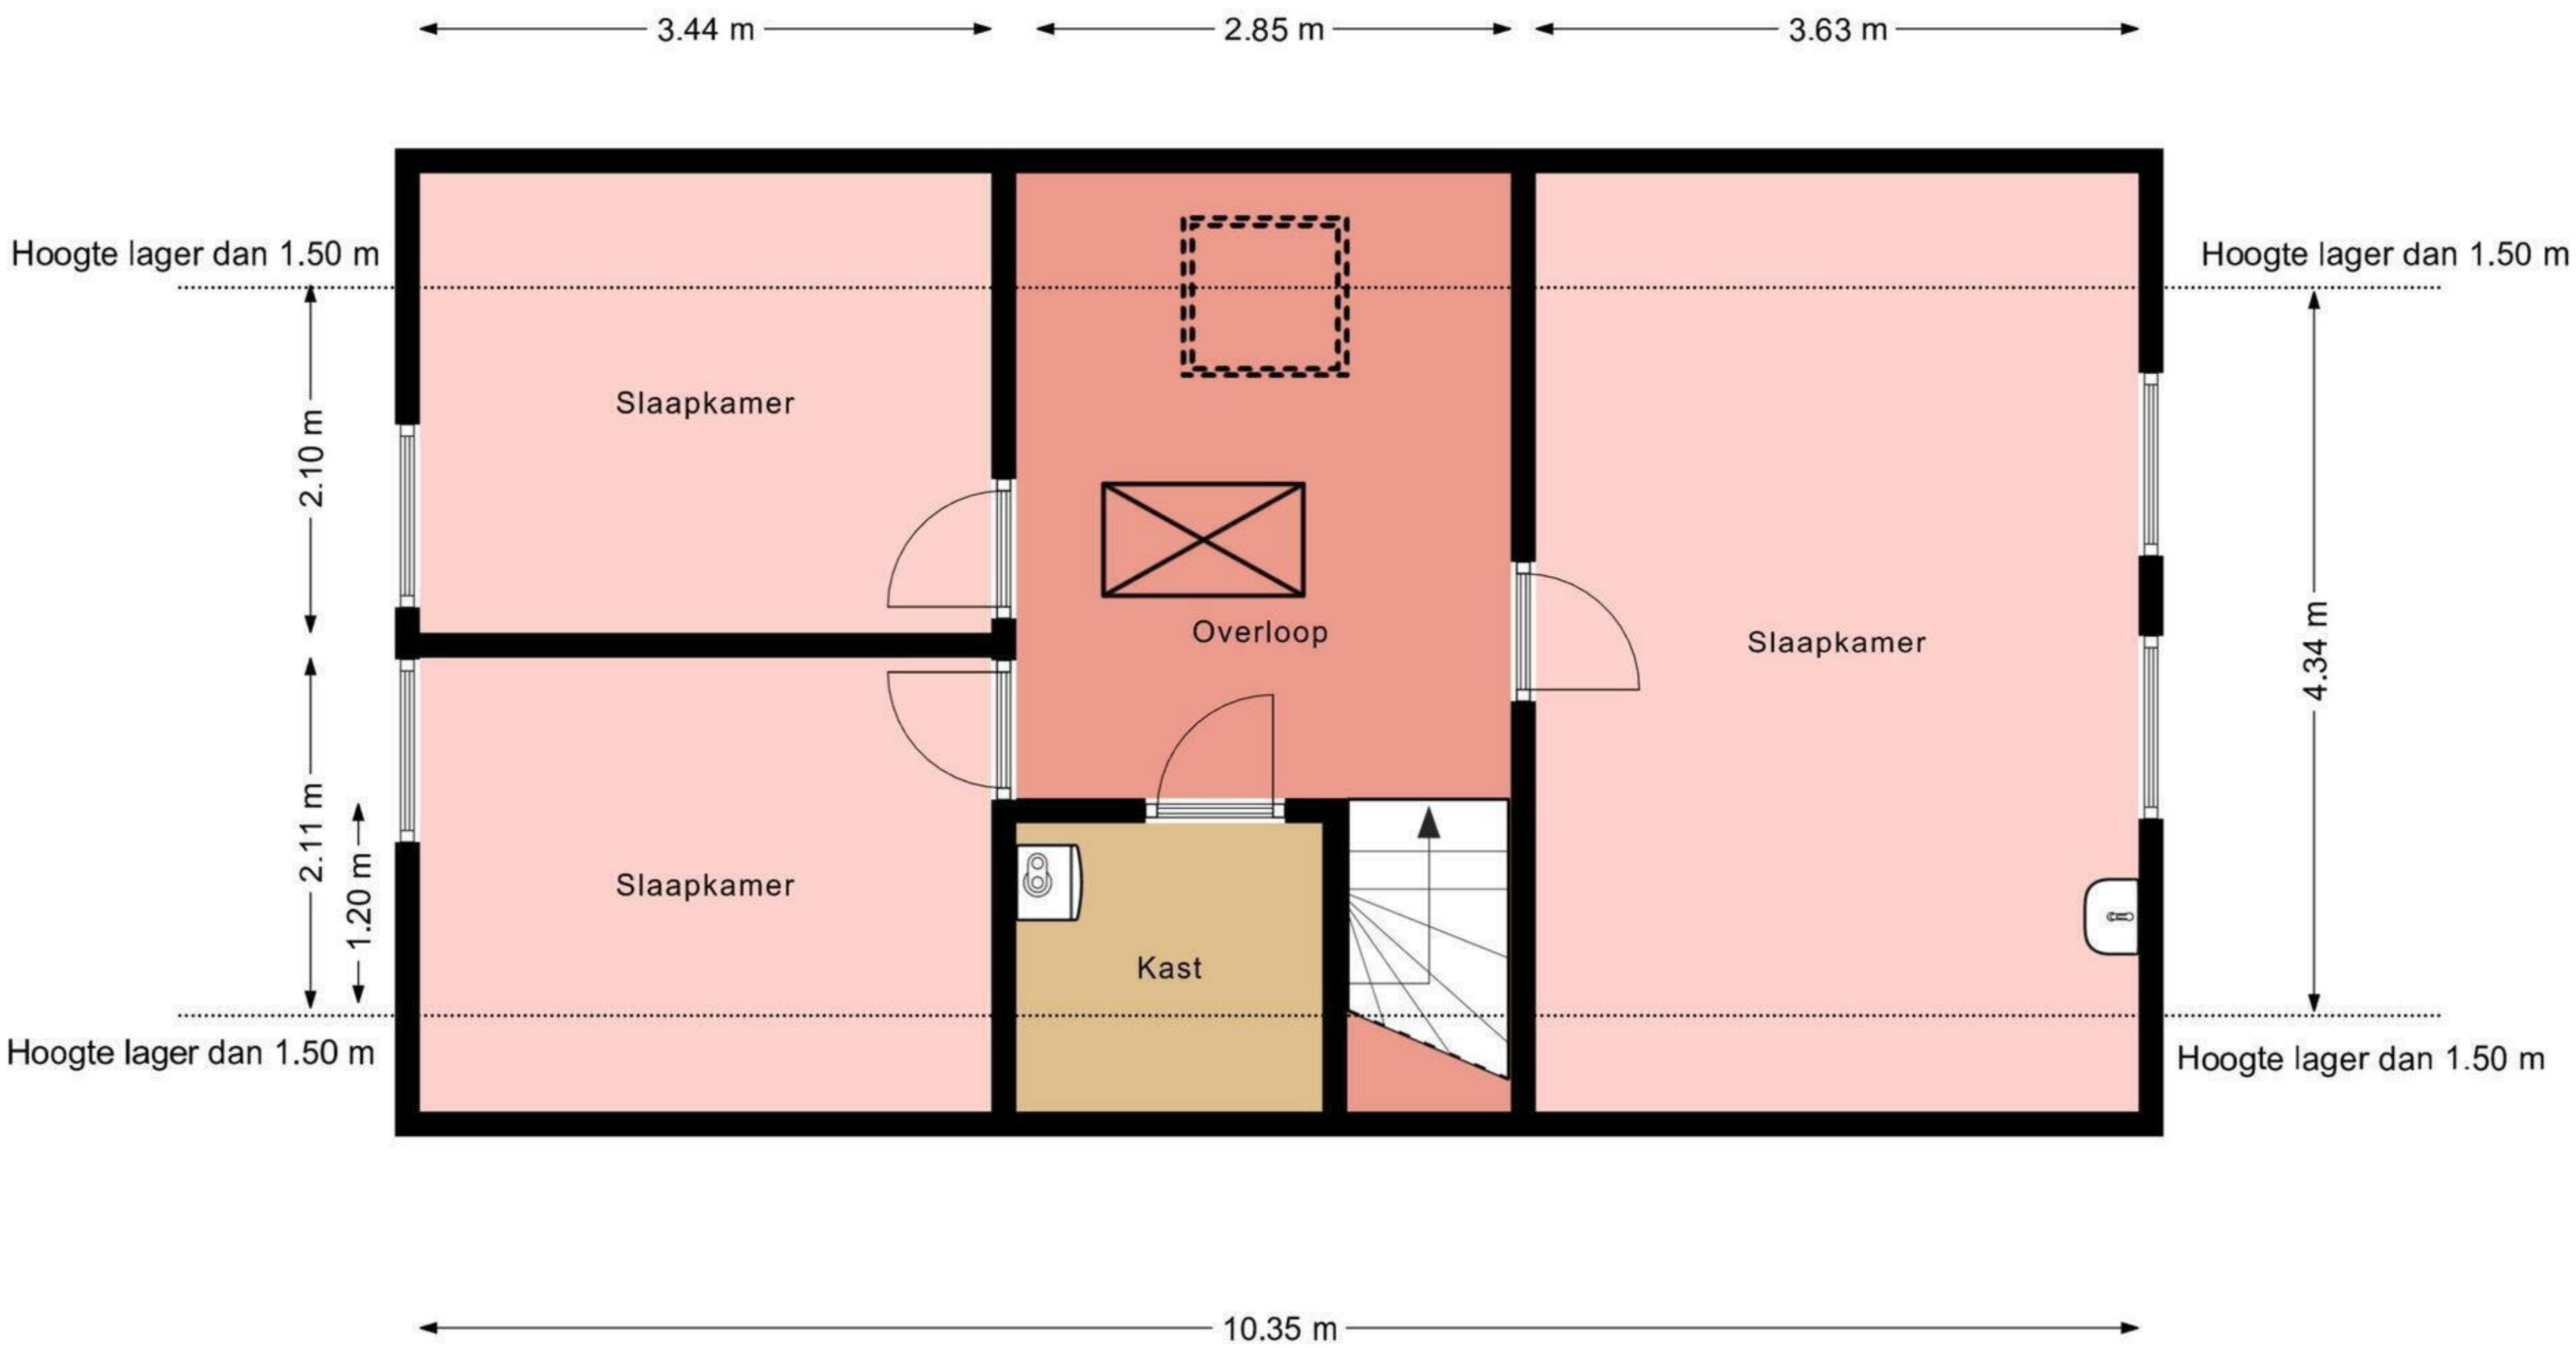 3.44 m
2.85 m
3.63 m
Hoogte lager dan 1.50 m
Hoogte lager dan 1.50 m
Slaapkamer
2.10 m
Overloop
Slaapkamer
4.34 m
2.11 m
1.20 m
Slaapkamer
Kast
Hoogte lager dan 1.50 m
Hoogte lager dan 1.50 m
10.35 m